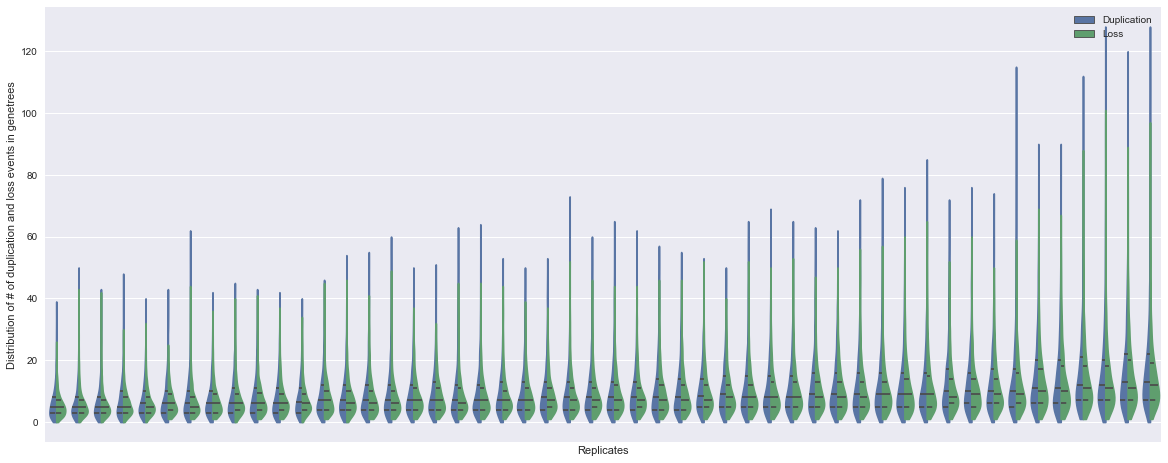 Duplication
Loss
Distribution of # of duplication and loss events in genetrees
120
100
80
60
40
20
0
Replicates